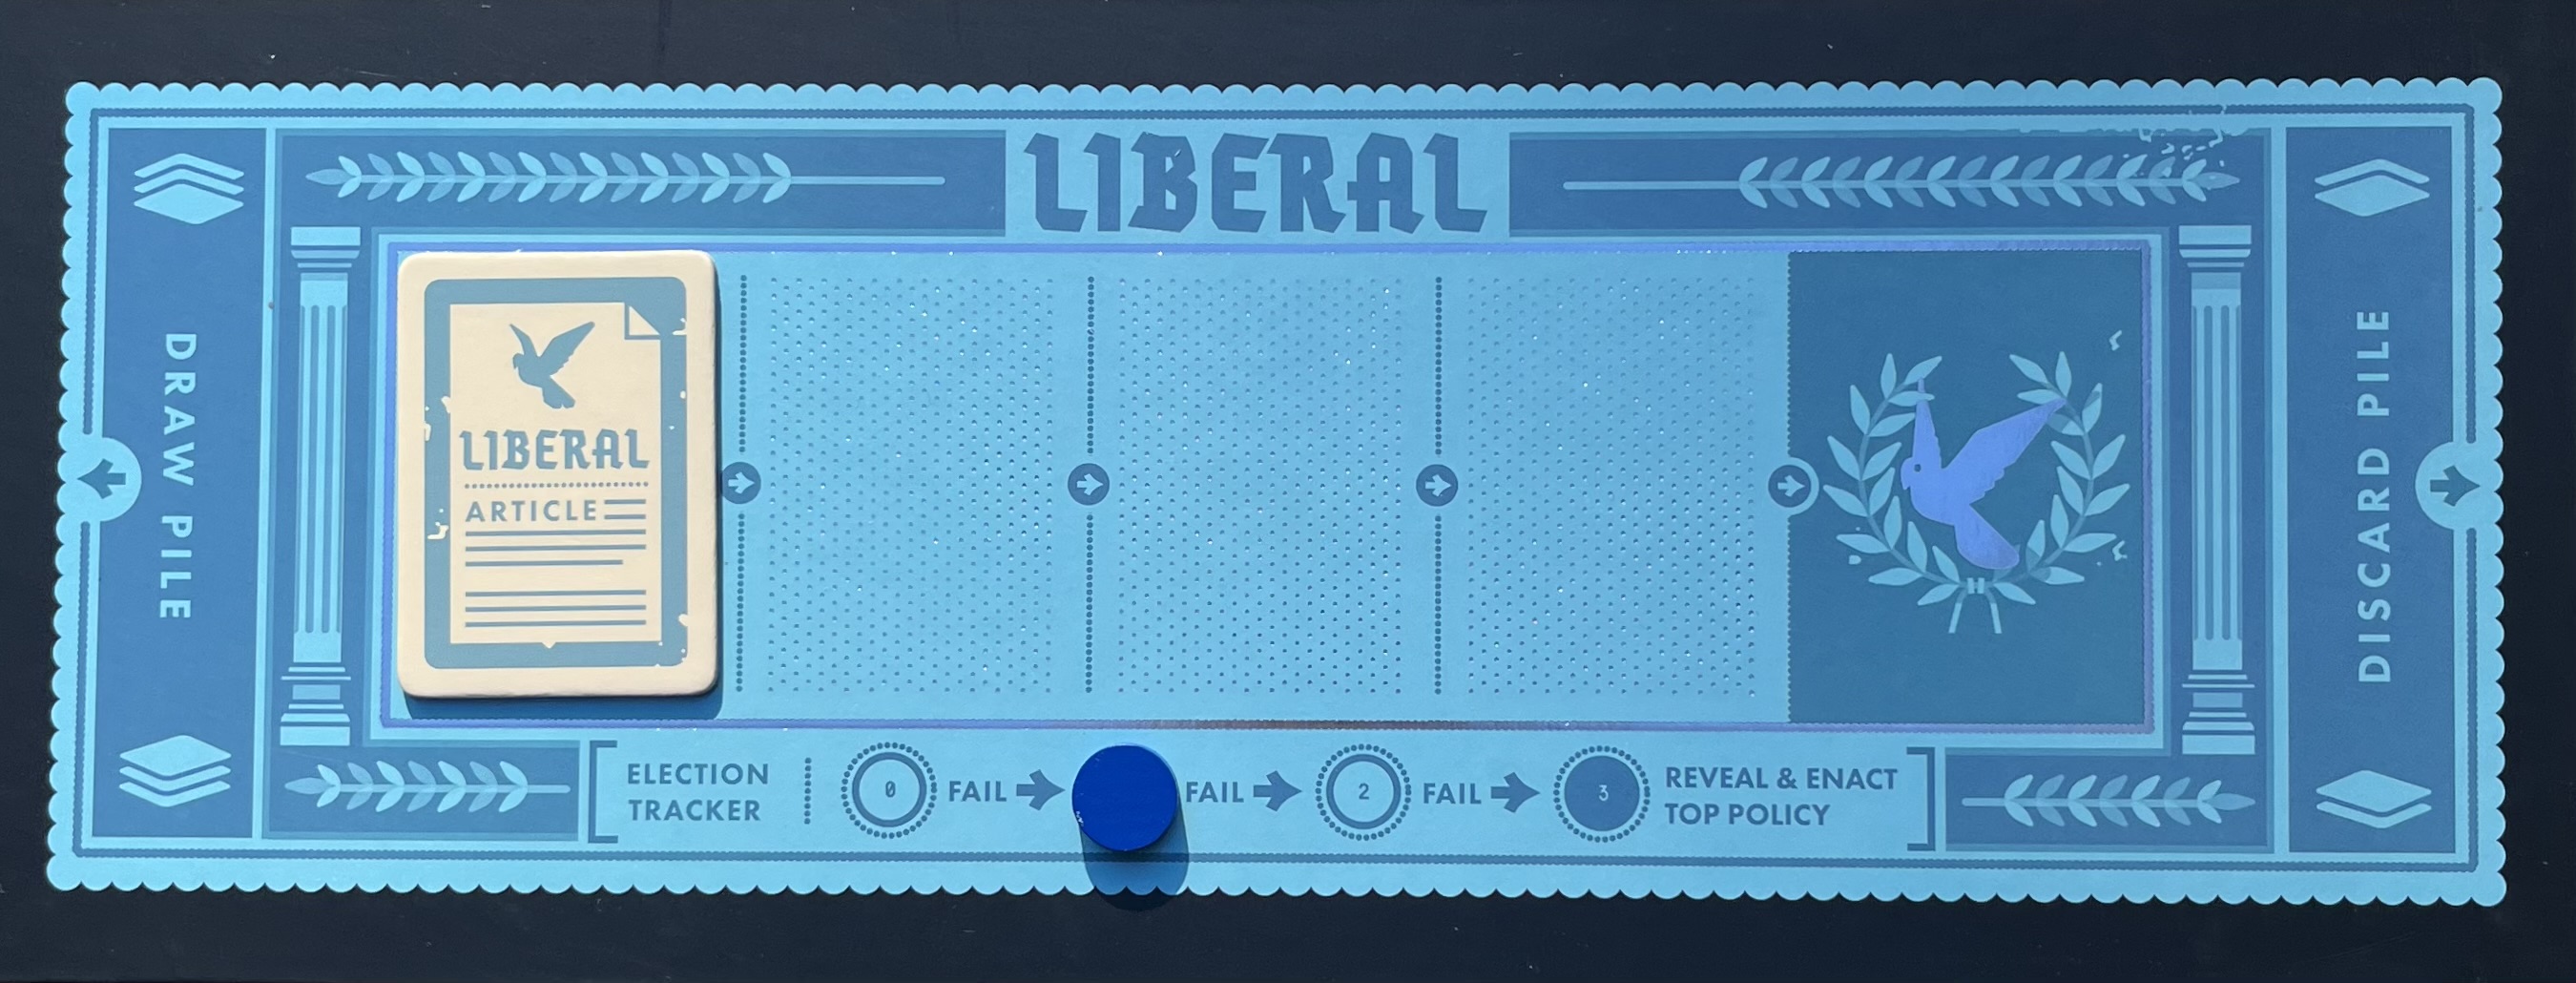 LIBERAL
DRAW PILE
LIBERAL
ARTICLE
DISCARD PILE
ELECTION
TRACKER
0 FAIL FAIL 2 FAIL 3
REVEAL & ENACT
TOP POLICY